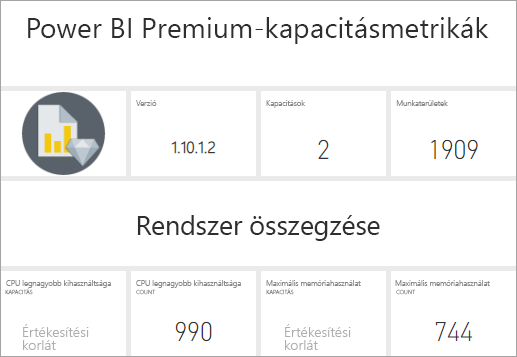 Power BI Premium-kapacitásmetrikák
Verzió
Kapacitások
Munkaterületek
1.10.1.2
2
1909
Rendszer összegzése
CPU legnagyobb kihasználtsága
KAPACITÁS
Értékesítési
korlát
CPU legnagyobb kihasználtsága
COUNT
990
Maximális memóriahasználat
KAPACITÁS
Értékesítési
korlát
Maximális memóriahasználat
COUNT
744